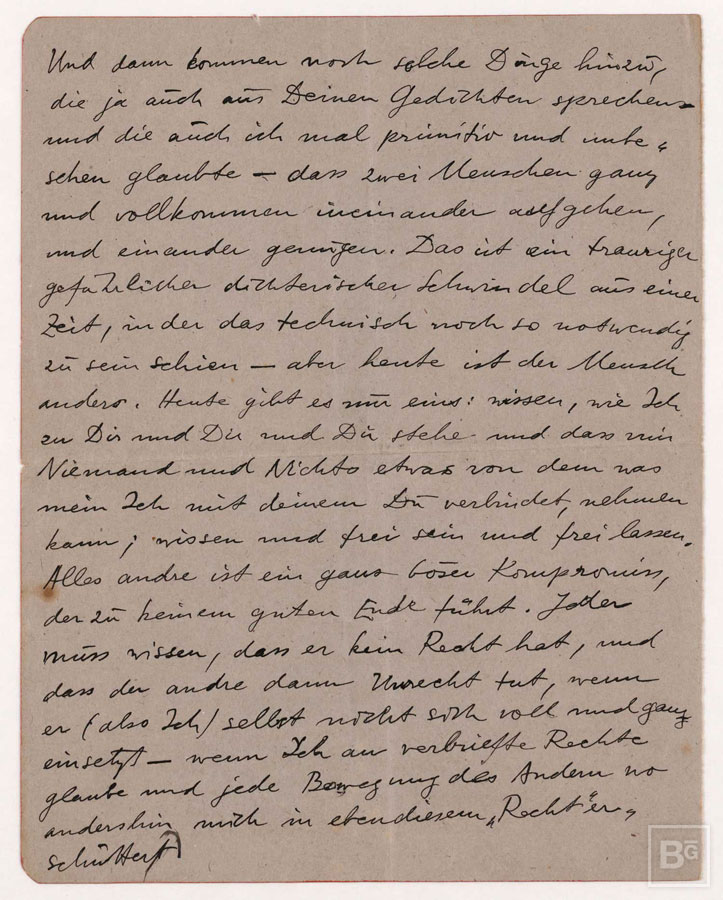 Und dann kommen noch solche Dinge hinzu,
die ja auch aus Deinen Gedichten sprechen
und die auch ich mal primitiv und unbe„
sehen glaubte — dass zwei Menschen ganz
und vollkommen ineinander aufgehen,
und einander genügen. Das ist ein trauriger
gefährlicher dichterischer Schwindel aus einer
Zeit, in der das technisch noch so notwendig
zu sein schien — aber heute ist der Mensch
anders. Heute gibt es nur eins: wissen, wie Ich
zu Dir und Du und Du stehe und dass mir
Niemand und Nichts etwas von dem was
mein Ich mit deinem Du verbindet, nehmen
kann; wissen und frei sein und frei lassen.
Alles andre ist ein ganz böser Kompromiss,
der zu keinem guten Ende führt. Jeder
muss wissen, dass er kein Recht hat, und
dass der andre dann Unrecht tut, wenn
er (also Ich) selbst nicht sich voll und ganz
einsetzt — wenn Ich an verbriefte Rechte
glaube und jede Bewegung des Andern wo
andershin mich in ebendiesem „Recht" er„
schüttert)
BG